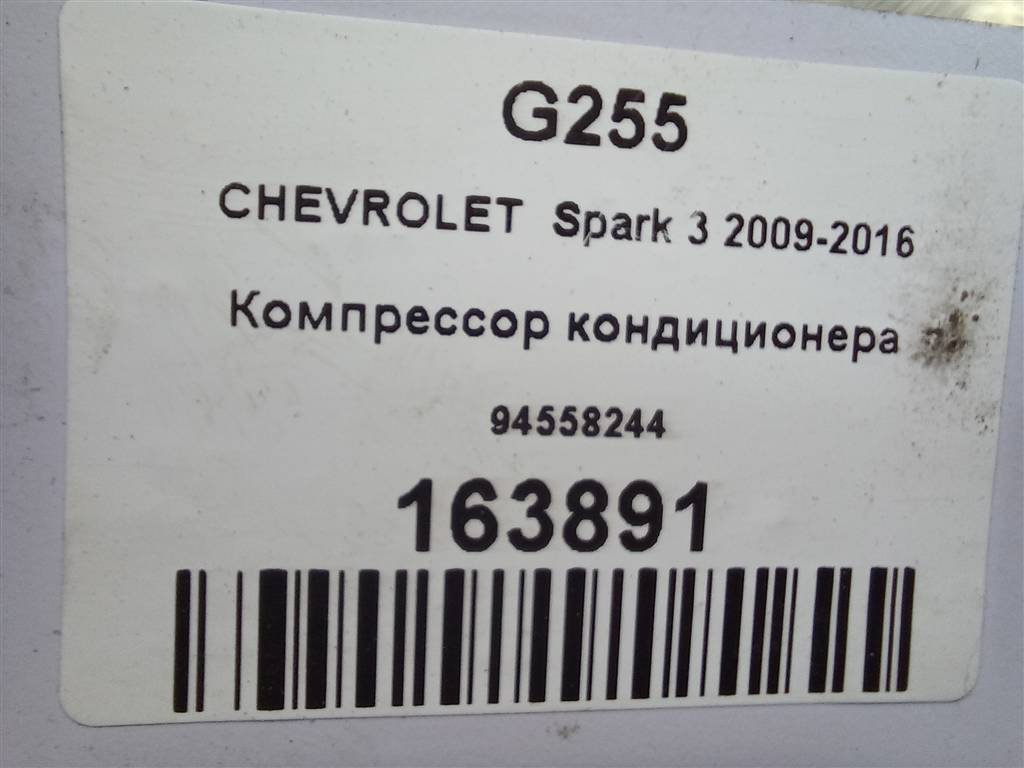 G255
CHEVROLET Spark 3 2009-2016
Компрессор кондиционера
94558244
163891